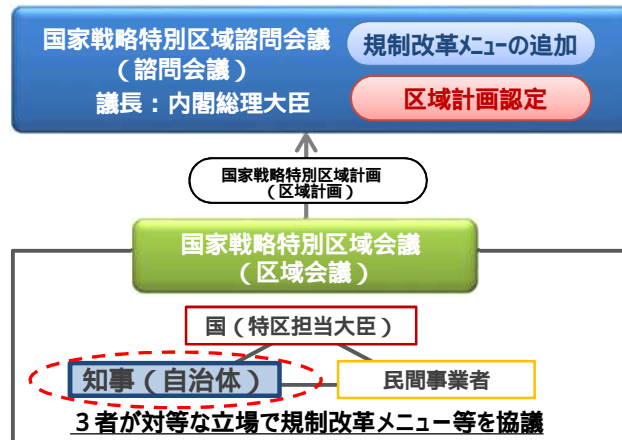 国家戦略特別区域諮問会議
（諮問会議）
議長：内閣総理大臣
規制改革メニューの追加
区域計画認定
国家戦略特別区域計画
（区域計画）
国家戦略特別区域会議
（区域会議）
国（特区担当大臣）
知事（自治体）
民間事業者
３者が対等な立場で規制改革メニュー等を協議